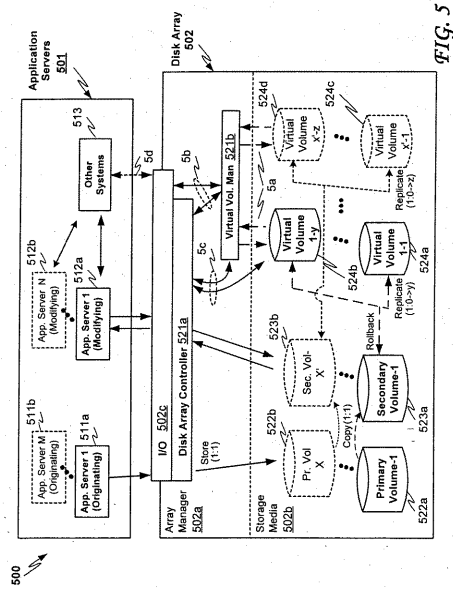 500
Application
Servers
501
App. Server M
(Originating)
511b
App. Server 1
(Originating)
511a
App. Server N
(Modifying)
512b
App. Server 1
(Modifying)
512a
Other
Systems
513
5d
Disk Array
502
I/O
502c
Array
Manager
502a
Disk Array Controller 521a
Virtual Vol. Man
521b
5b
5c
5a
Store
(1:1)
Storage
Media
502b
Pr. Vol
X
522b
Sec. Vol-
X'
523b
Virtual
Volume
1-y
524b
Virtual
Volume
x'-z
524d
Copy(1:1)
Rollback
Replicate
(1:0->y)
Replicate
(1:0->z)
Primary
Volume-1
522a
Secondary
Volume-1
523a
Virtual
Volume
1-1
524a
Virtual
Volume
x'-1
524c
FIG. 5